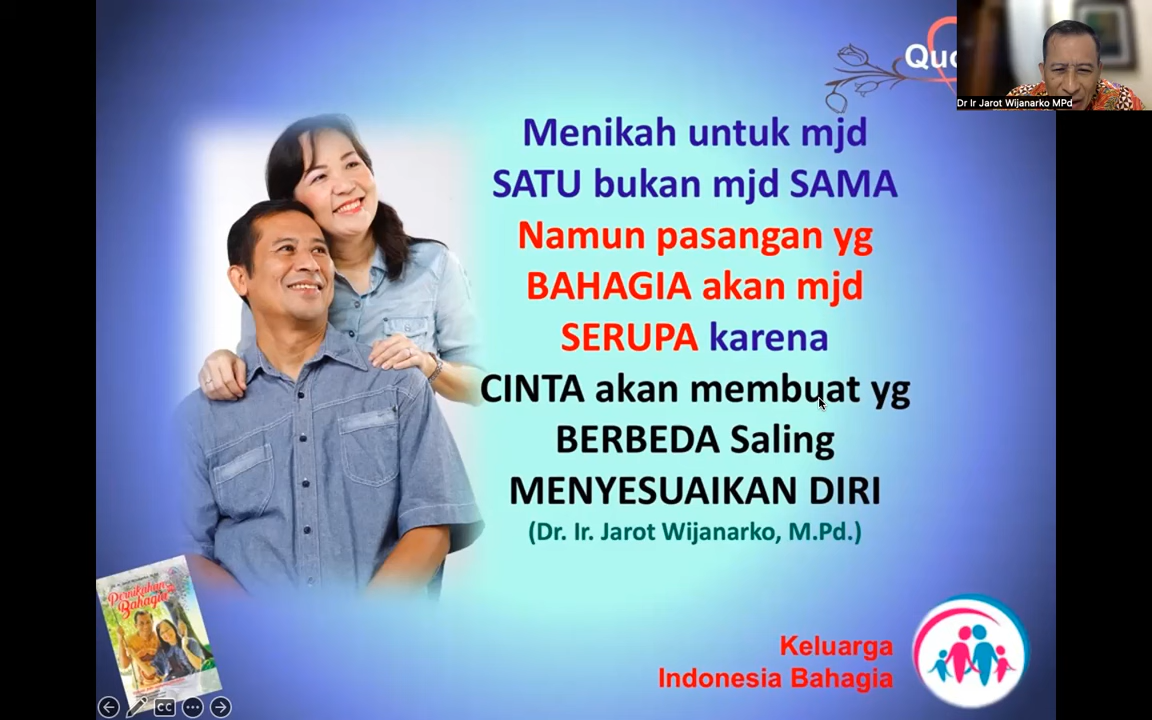 Quo
Dr Ir Jarot Wijanarko MPd
Menikah untuk mjd
SATU bukan mjd SAMA
Namun pasangan yg
BAHAGIA akan mjd
SERUPA karena
CINTA akan membuat yg
BERBEDA Saling
MENYESUAIKAN DIRI
(Dr. Ir. Jarot Wijanarko, M.Pd.)
Pernikahan
Bahagia
Keluarga
Indonesia Bahagia
CC